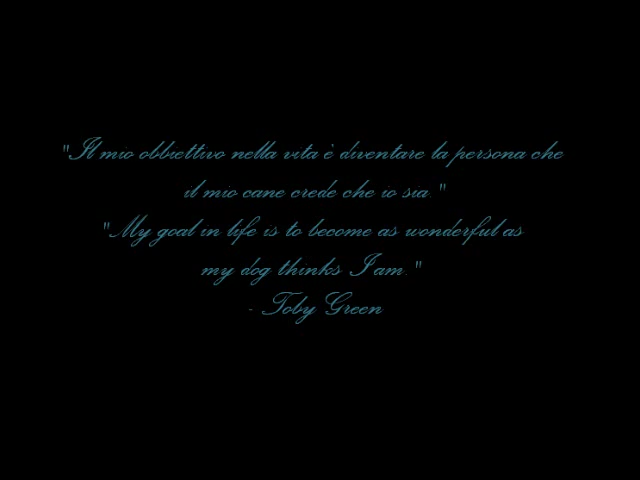 "Il mio obbiettivo nella vita è diventare la persona che
il mio cane crede che io sia."
"My goal in life is to become as wonderful as
my dog thinks I am."
- Toby Green